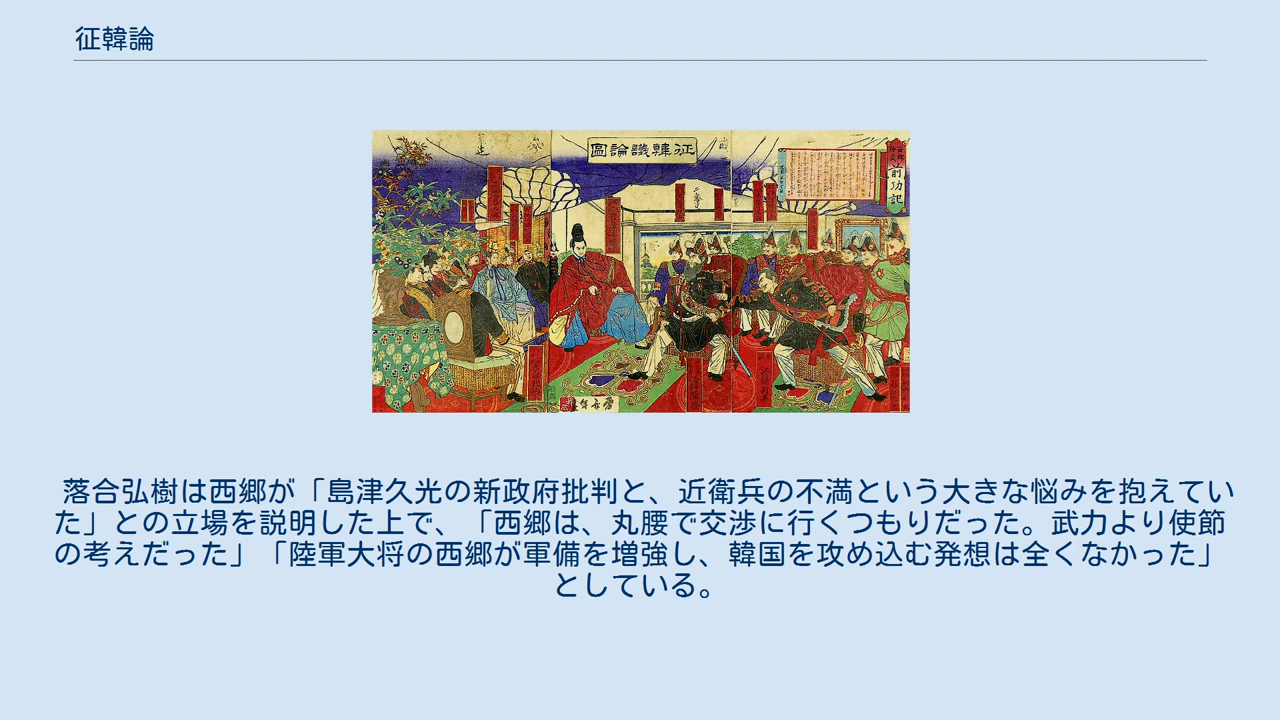 征韓論
圖論議韓征
前功記
落合弘樹は西郷が「島津久光の新政府批判と、近衛兵の不満という大きな悩みを抱えてい
た」との立場を説明した上で、「西郷は、丸腰で交渉に行くつもりだった。武力より使節
の考えだった」「陸軍大将の西郷が軍備を増強し、韓国を攻め込む発想は全くなかった」
としている。